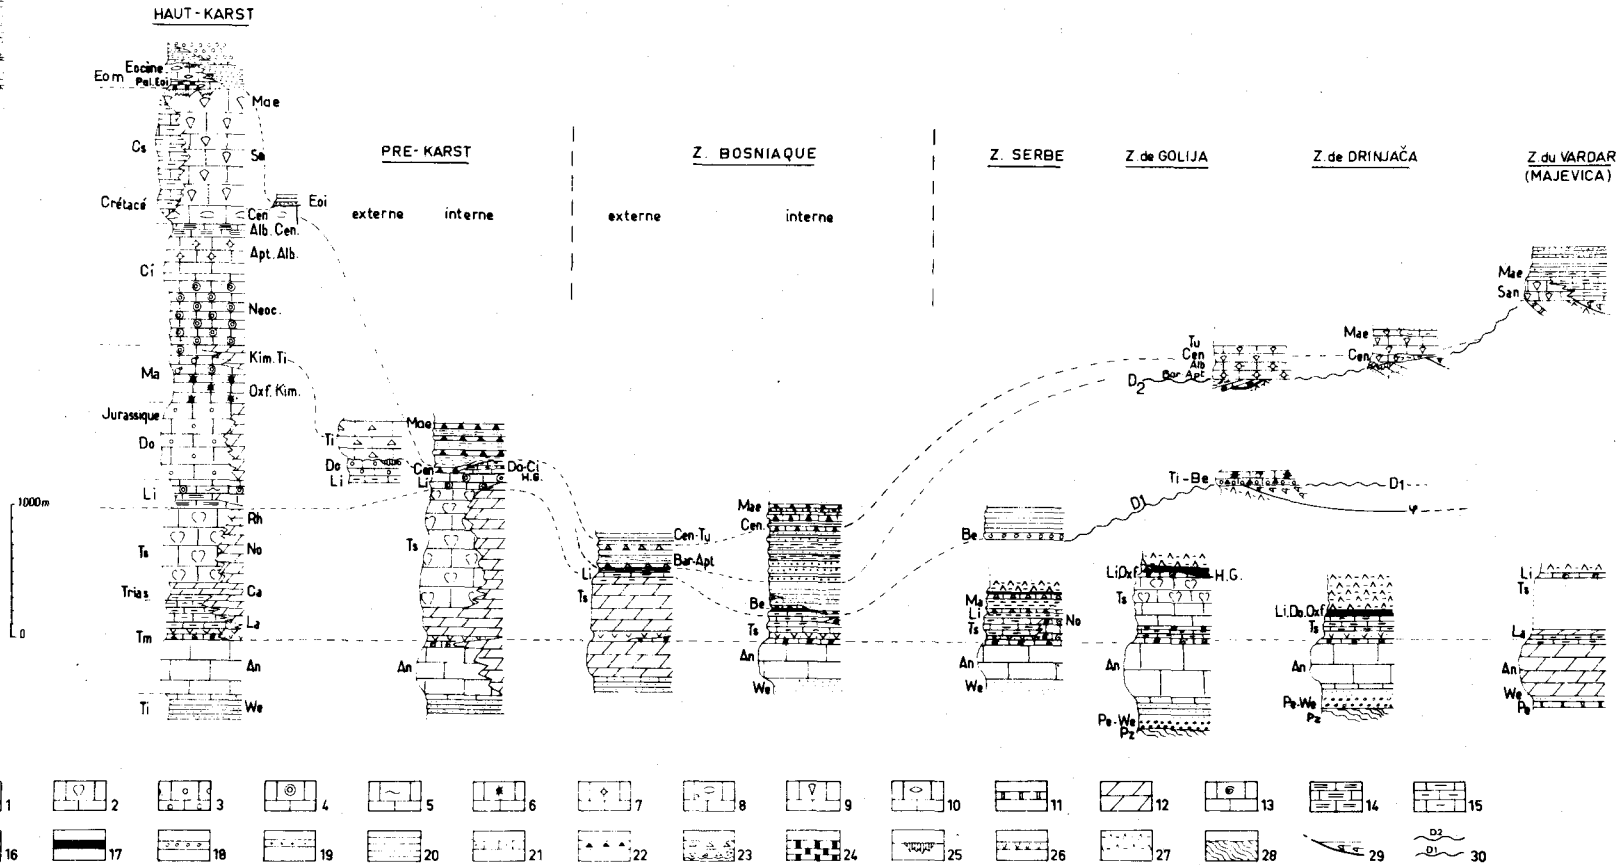 HAUT-KARST
Eocène
Eom
Pal.Eoi
Mae
Cs
Se
Crétacé
Cen
Alb.Cen.
Apt.Alb.
Ci
Neoc.
Kim.Ti
Ma
Oxf.Kim.
Jurassique
Do
Li
Rh
No
Ts
Trias
Ca
La
Tm
An
Ti
We
1000m
0
Eoi
PRE-KARST
externe
interne
Ti
Do
Li
Mae
Cen
Li
Do-Ci
H.G.
Ts
An
Z. BOSNIAQUE
externe
interne
Cen-Tu
Bar-Apt
Li
Ts
Mae
Cen.
Be
Ts
An
We
Z. SERBE
Be
Ma
Li
Ts
No
An
We
Z.de GOLIJA
Tu
Cen
Alb
Bar-Apt
D2
Ti-Be
D1
D1
φ
Li,Oxf
H.G.
Ts
An
Pe-We
Pz
Z.de DRINJAČA
Mae
Cen
Li,Do,Oxf
Ts
An
Pe-We
Pz
Z.du VARDAR
(MAJEVICA)
Mae
San
Li
Ts
La
An
We
Pe
1 2 3 4 5 6 7 8 9 10 11 12 13 14 15
16 17 18 19 20 21 22 23 24 25 26 27 28 29 D2 D1 30